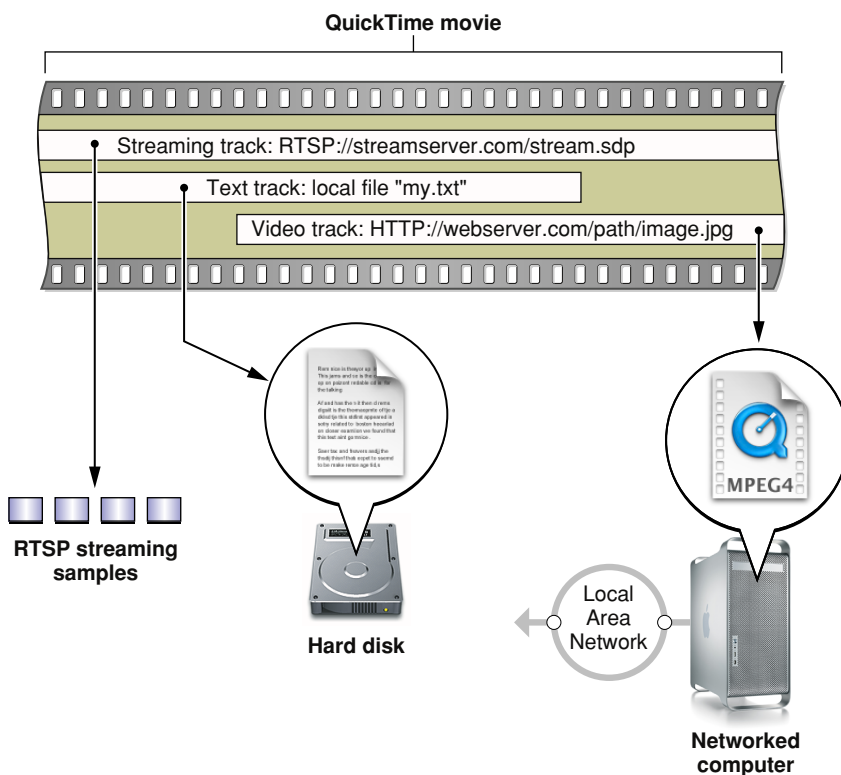 QuickTime movie
Streaming track: RTSP://streamserver.com/stream.sdp
Text track: local file "my.txt"
Video track: HTTP://webserver.com/path/image.jpg
MPEG4
RTSP streaming
samples
Hard disk
Local
Area
Network
Networked
computer